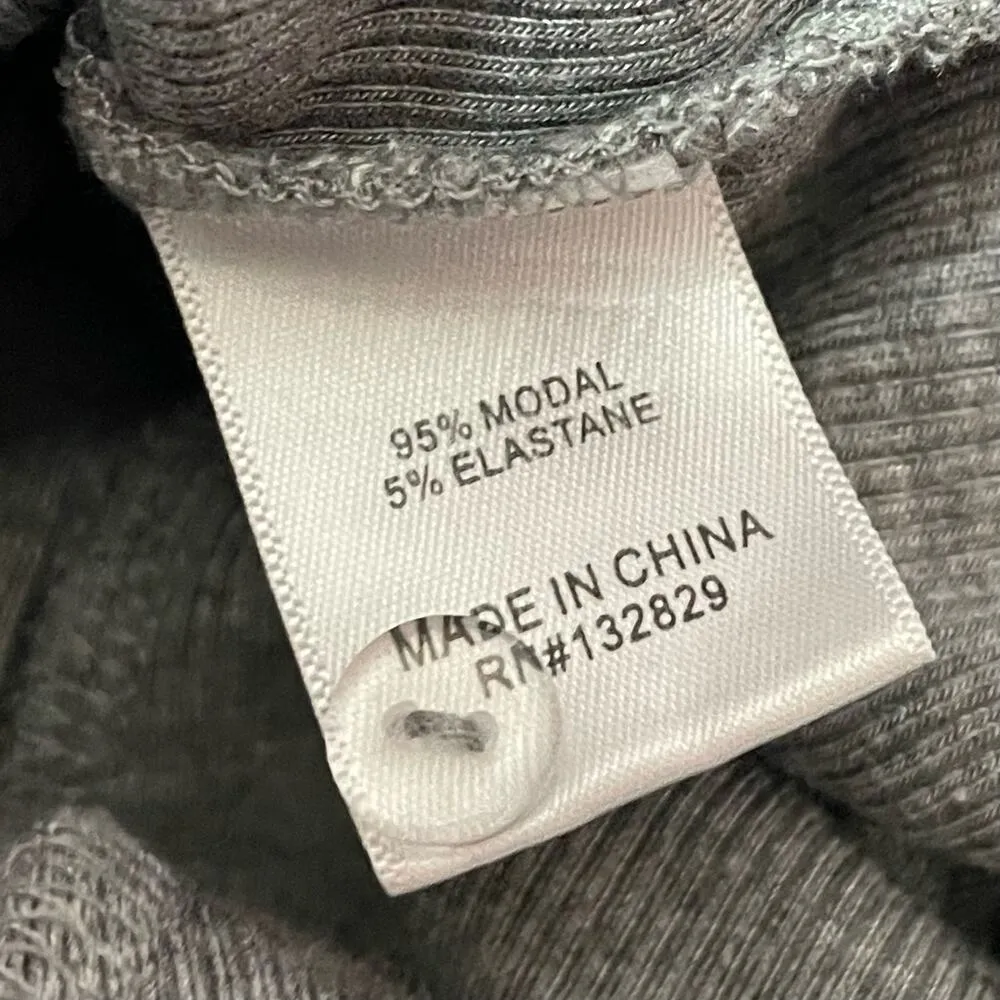 95% MODAL
5% ELASTANE
MADE IN CHINA
RN#132829